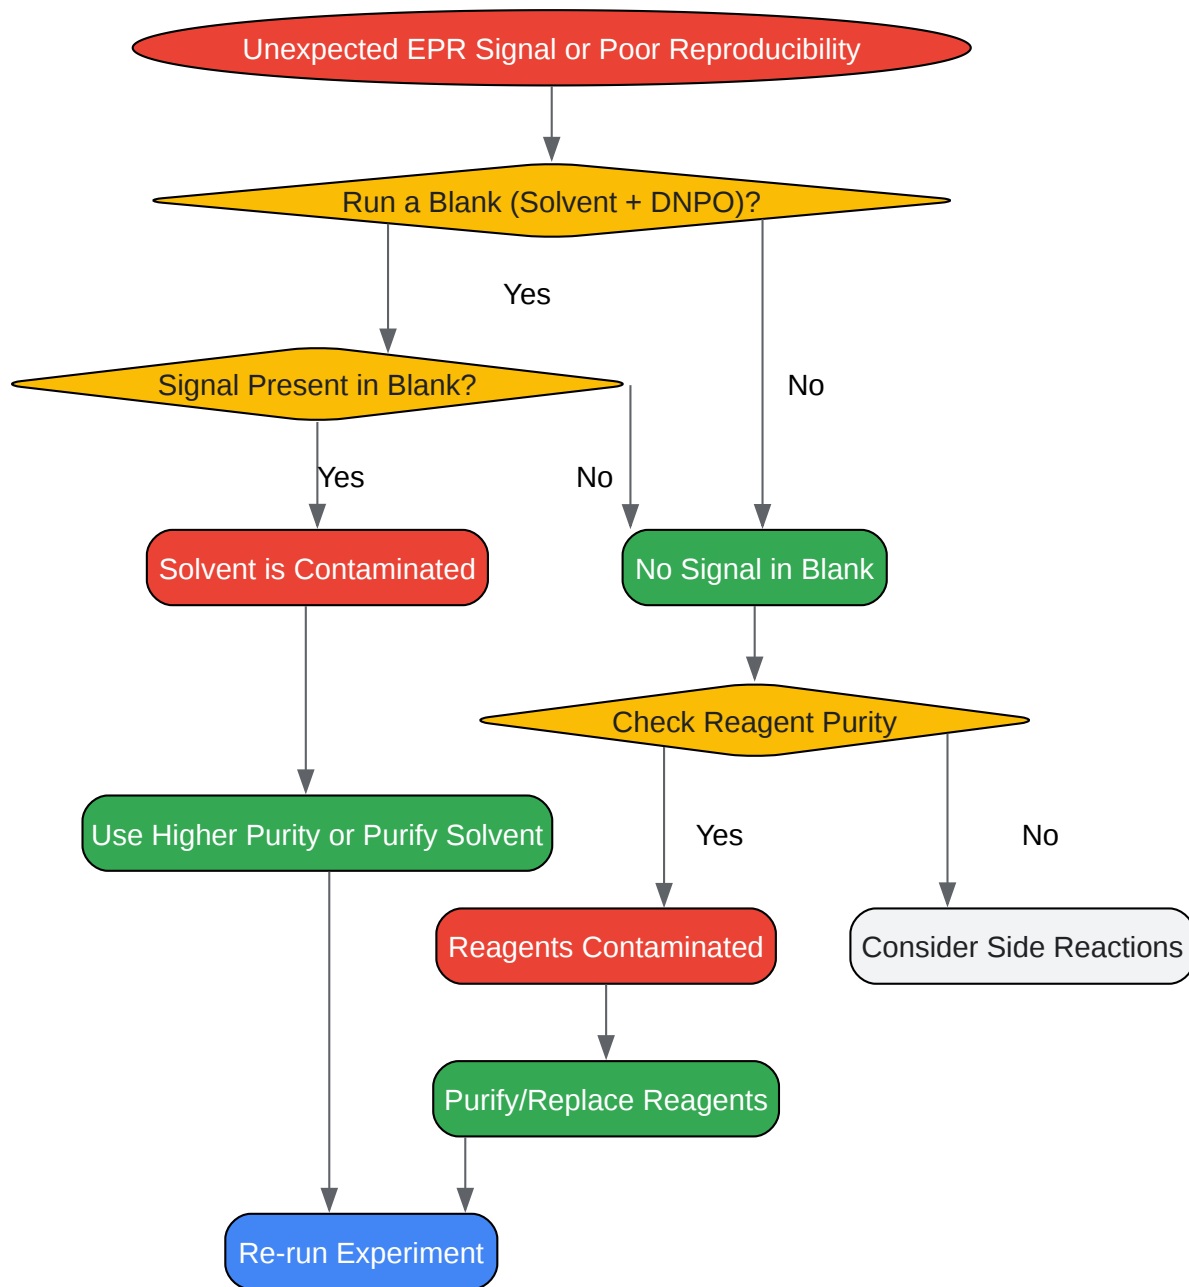 Unexpected EPR Signal or Poor Reproducibility
Run a Blank (Solvent + DNPO)?
Yes
Signal Present in Blank?
No
Yes
No
Solvent is Contaminated
No Signal in Blank
Check Reagent Purity
Use Higher Purity or Purify Solvent
Yes
No
Reagents Contaminated
Consider Side Reactions
Purify/Replace Reagents
Re-run Experiment